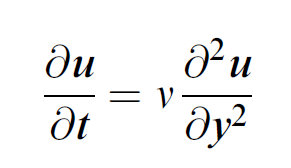 ∂u/∂t = ν ∂²u/∂y²